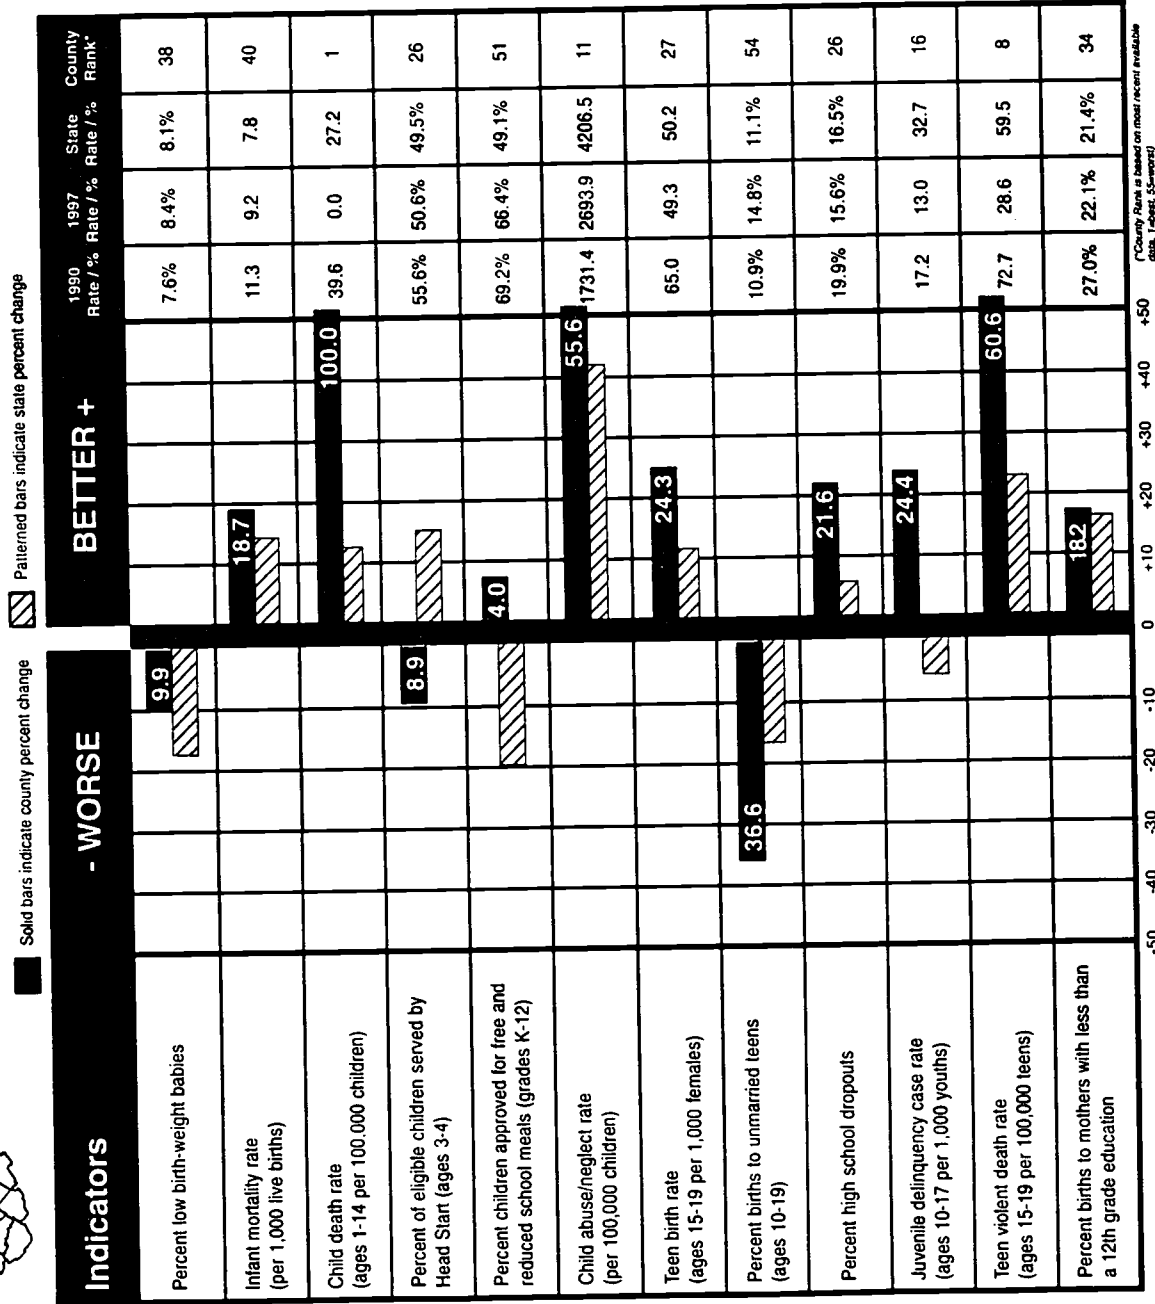 Solid bars indicate county percent change
Patterned bars indicate state percent change
Indicators
- WORSE
BETTER +
1990
Rate / %
1997
Rate / %
State
Rate / %
County
Rank*
Percent low birth-weight babies
9.9
7.6%
8.4%
8.1%
38
Infant mortality rate
(per 1,000 live births)
18.7
11.3
9.2
7.8
40
Child death rate
(ages 1-14 per 100.000 children)
100.0
39.6
0.0
27.2
1
Percent of eligible children served by
Head Start (ages 3-4)
8.9
55.6%
50.6%
49.5%
26
Percent children approved for free and
reduced school meals (grades K-12)
4.0
69.2%
66.4%
49.1%
51
Child abuse/neglect rate
(per 100,000 children)
55.6
1731.4
2693.9
4206.5
11
Teen birth rate
(ages 15-19 per 1,000 females)
24.3
65.0
49.3
50.2
27
Percent births to unmarried teens
(ages 10-19)
36.6
10.9%
14.8%
11.1%
54
Percent high school dropouts
21.6
19.9%
15.6%
16.5%
26
Juvenile delinquency case rate
(ages 10-17 per 1,000 youths)
24.4
17.2
13.0
32.7
16
Teen violent death rate
(ages 15-19 per 100,000 teens)
60.6
72.7
28.6
59.5
8
Percent births to mothers with less than
a 12th grade education
18.2
27.0%
22.1%
21.4%
34
-50
-40
-30
-20
-10
0
+10
+20
+30
+40
+50
(*County Rank is based on most recent available
data. 1=best, 55=worst)